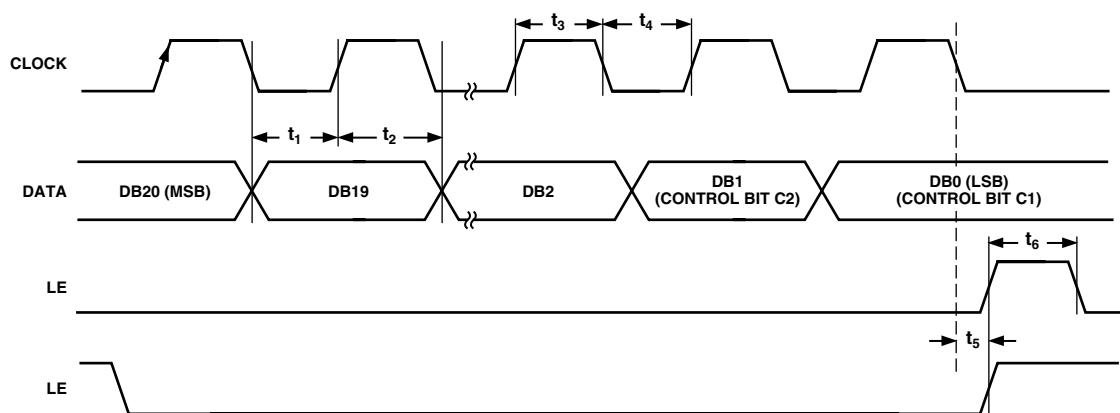 t3 t4
CLOCK
t1 t2
DATA DB20 (MSB) DB19 DB2 DB1 DB0 (LSB)
(CONTROL BIT C2) (CONTROL BIT C1)
t6
LE
t5
LE